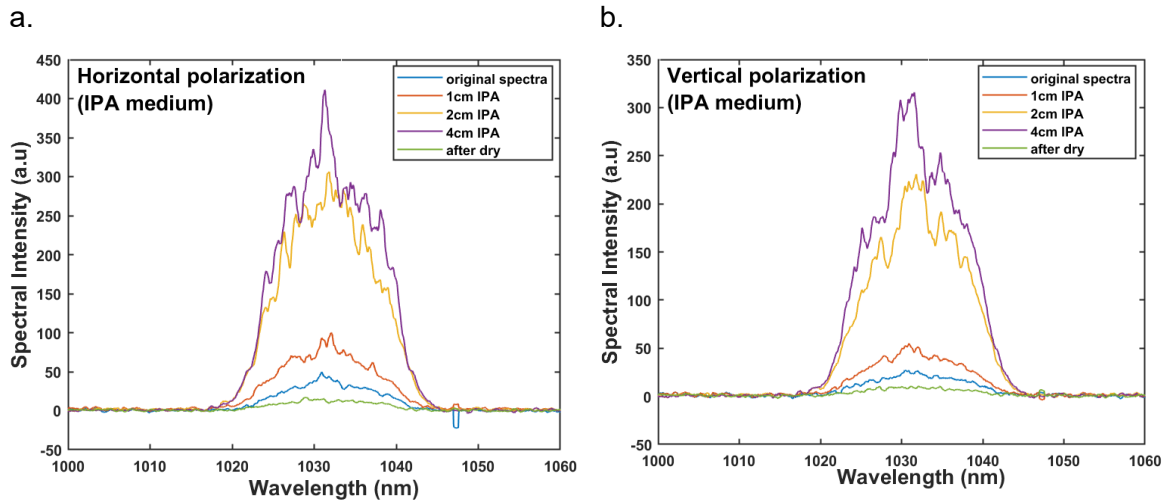 a.
Horizontal polarization
(IPA medium)
original spectra
1cm IPA
2cm IPA
4cm IPA
after dry
450
400
350
300
250
200
150
100
50
0
-50
Spectral Intensity (a.u)
1000 1010 1020 1030 1040 1050 1060
Wavelength (nm)
b.
Vertical polarization
(IPA medium)
original spectra
1cm IPA
2cm IPA
4cm IPA
after dry
350
300
250
200
150
100
50
0
-50
Spectral Intensity (a.u)
1000 1010 1020 1030 1040 1050 1060
Wavelength (nm)